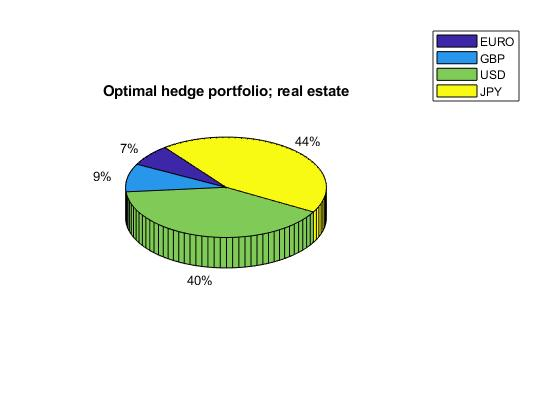 EURO
GBP
USD
JPY
Optimal hedge portfolio; real estate
7%
44%
9%
40%